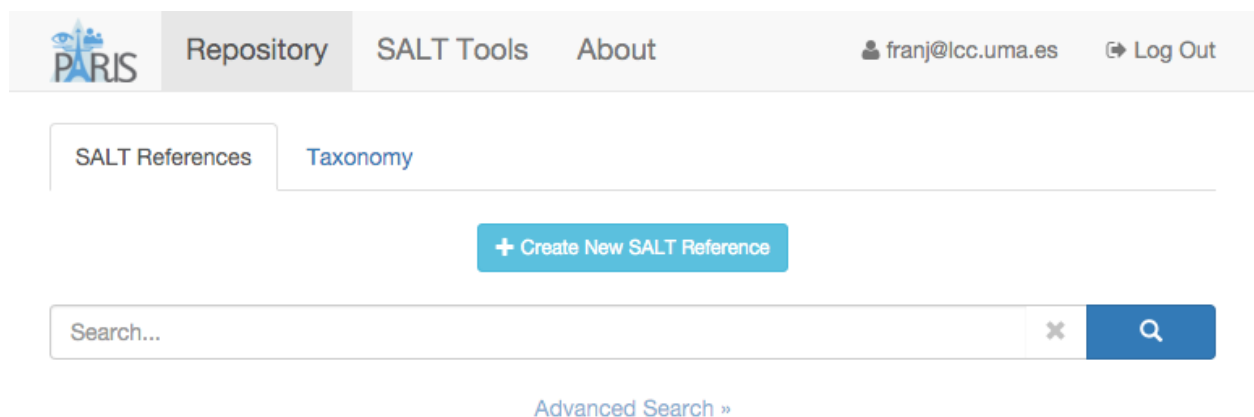 PARIS Repository SALT Tools About franj@lcc.uma.es Log Out
SALT References Taxonomy
+ Create New SALT Reference
Search...
Advanced Search »